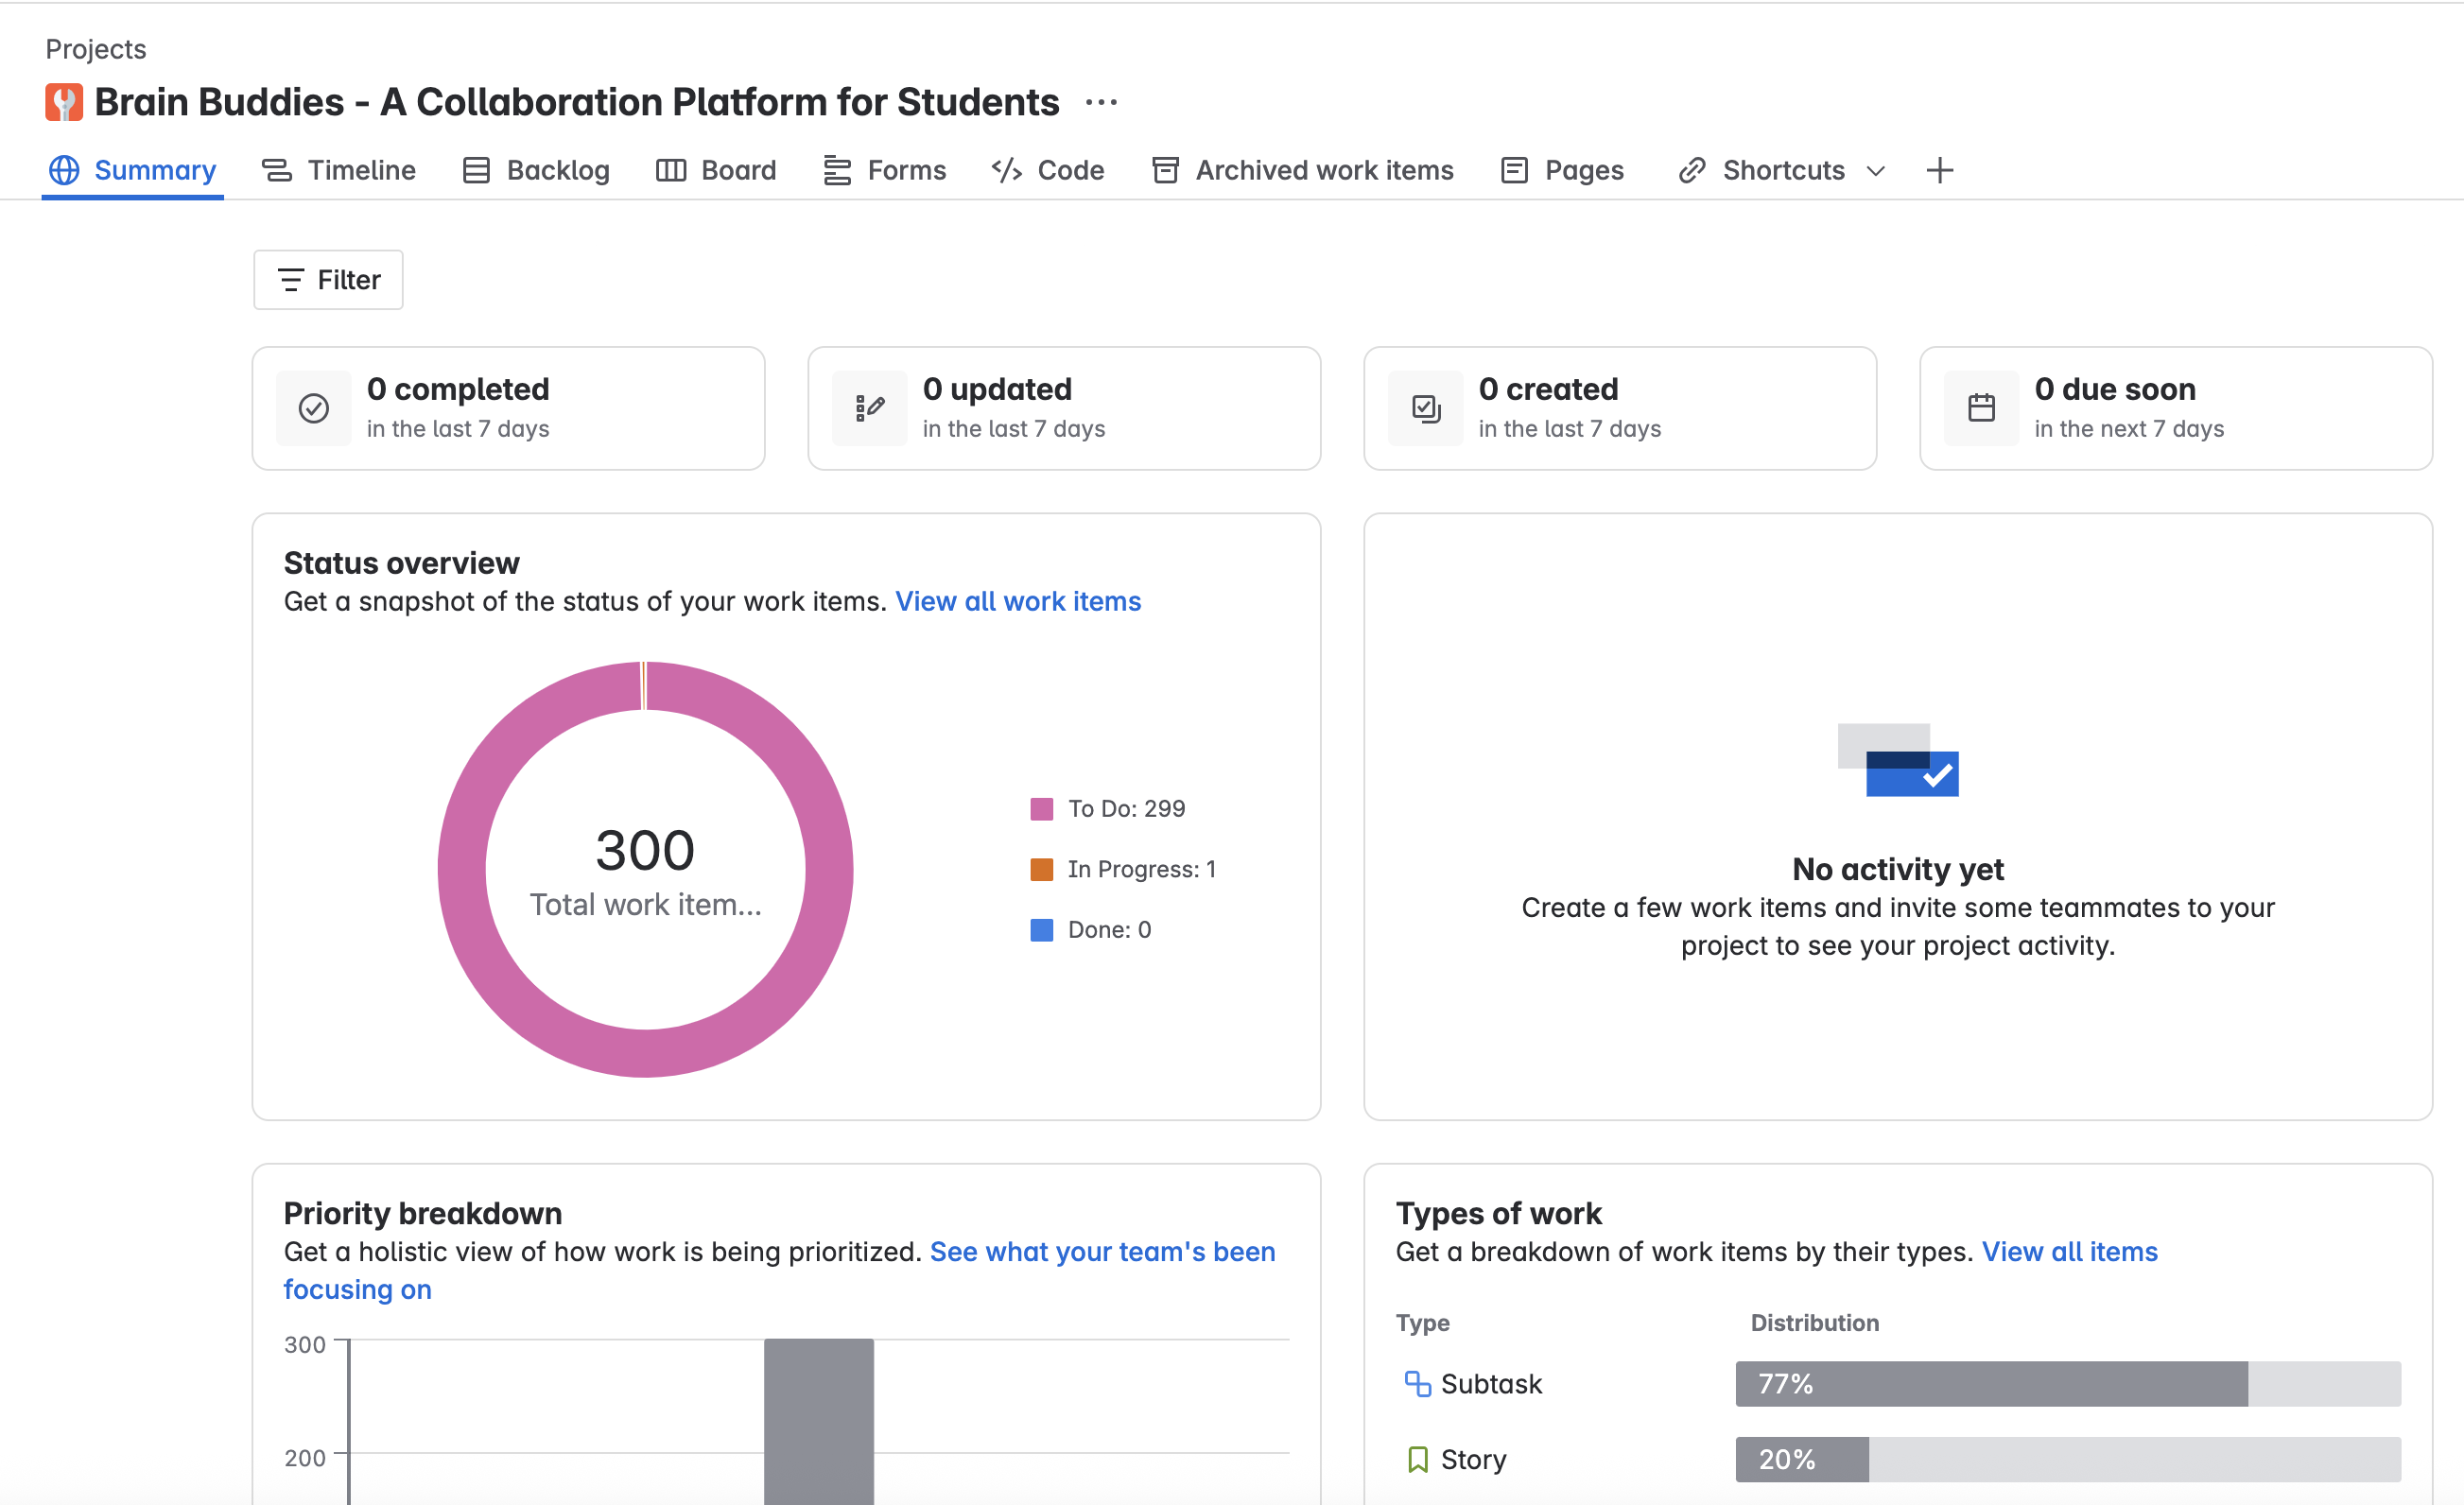 Projects
Brain Buddies - A Collaboration Platform for Students
Summary
Timeline
Backlog
Board
Forms
Code
Archived work items
Pages
Shortcuts
Filter
0 completed
in the last 7 days
0 updated
in the last 7 days
0 created
in the last 7 days
0 due soon
in the next 7 days
Status overview
Get a snapshot of the status of your work items. View all work items
300
Total work item...
To Do: 299
In Progress: 1
Done: 0
No activity yet
Create a few work items and invite some teammates to your
project to see your project activity.
Priority breakdown
Get a holistic view of how work is being prioritized. See what your team's been
focusing on
300
200
Types of work
Get a breakdown of work items by their types. View all items
Type Distribution
Subtask 77%
Story 20%